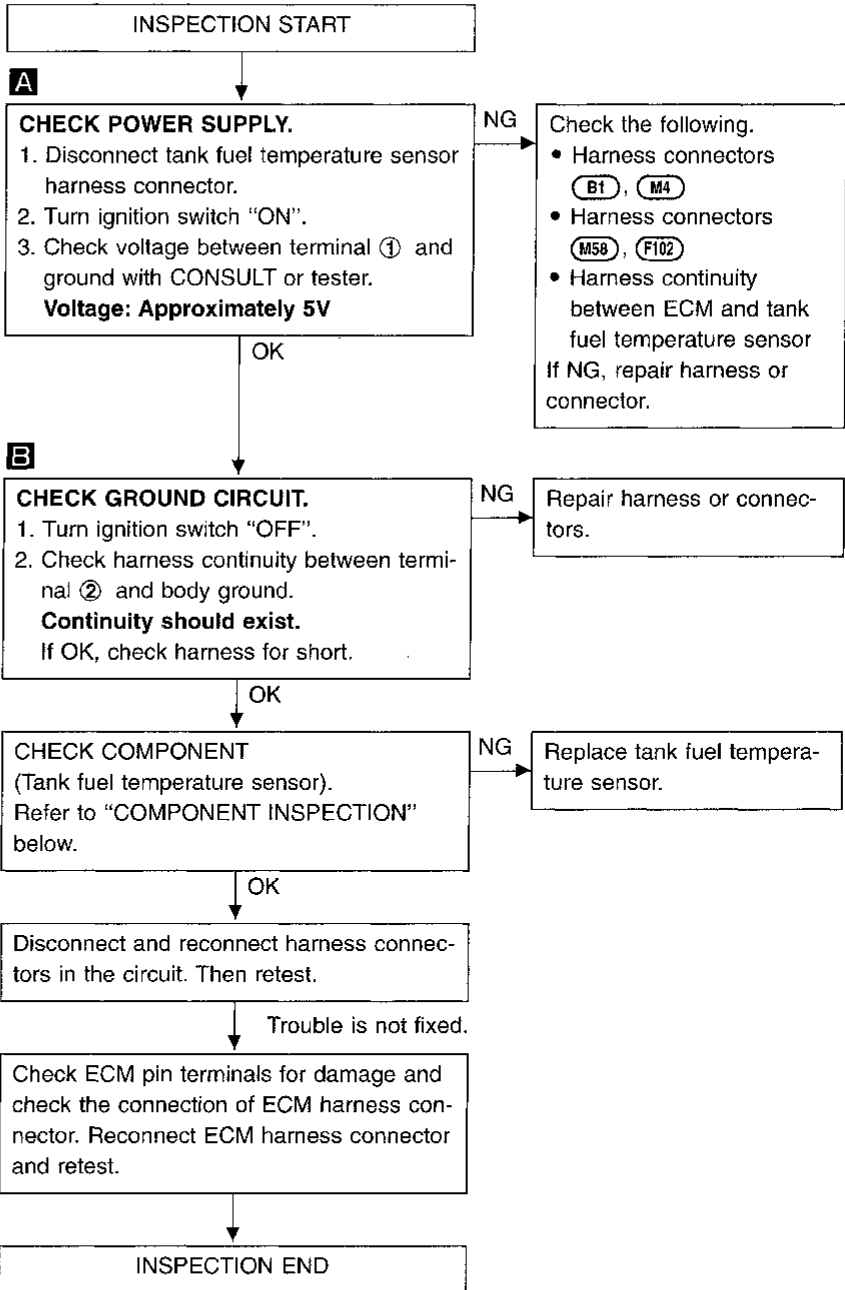 INSPECTION START
A
CHECK POWER SUPPLY.
1. Disconnect tank fuel temperature sensor
harness connector.
2. Turn ignition switch “ON”.
3. Check voltage between terminal ① and
ground with CONSULT or tester.
Voltage: Approximately 5V
NG
Check the following.
• Harness connectors
B1, M4
• Harness connectors
M58, F102
• Harness continuity
between ECM and tank
fuel temperature sensor
If NG, repair harness or
connector.
OK
B
CHECK GROUND CIRCUIT.
1. Turn ignition switch “OFF”.
2. Check harness continuity between termi-
nal ② and body ground.
Continuity should exist.
If OK, check harness for short.
NG
Repair harness or connec-
tors.
OK
CHECK COMPONENT
(Tank fuel temperature sensor).
Refer to “COMPONENT INSPECTION”
below.
NG
Replace tank fuel tempera-
ture sensor.
OK
Disconnect and reconnect harness connec-
tors in the circuit. Then retest.
Trouble is not fixed.
Check ECM pin terminals for damage and
check the connection of ECM harness con-
nector. Reconnect ECM harness connector
and retest.
INSPECTION END